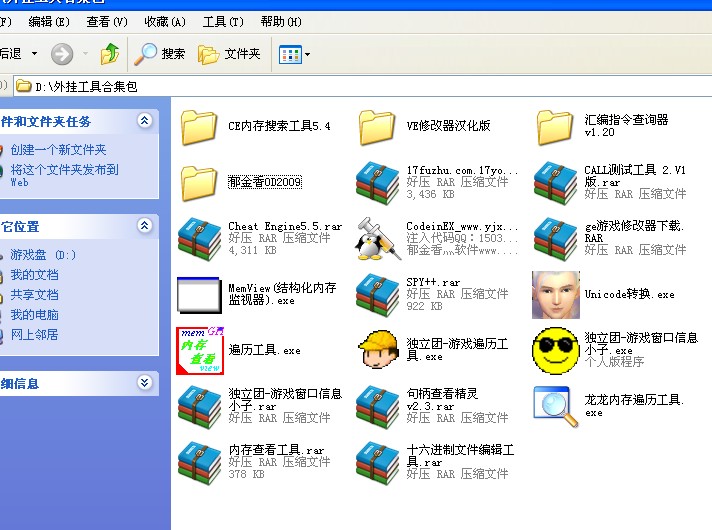 编辑(E) 查看(V) 收藏(A) 工具(T) 帮助(H)
后退 搜索 文件夹
D:\外挂工具合集包
件和文件夹任务
创建一个新文件夹
将这个文件夹发布到
Web
它位置
游戏盘 (D:)
我的文档
共享文档
我的电脑
网上邻居
细信息
CE内存搜索工具5.4
VE修改器汉化版
汇编指令查询器
v1.20
郁金香OD2009
17fuzhu.com.17yo...
好压 RAR 压缩文件
3,436 KB
CALL测试工具 2.V1
版.rar
好压 RAR 压缩文件
Cheat Engine5.5.rar
好压 RAR 压缩文件
4,311 KB
CodeinEX_www.yjx...
注入代码QQ：1503...
郁金香,软件www....
ge游戏修改器下载.
RAR
好压 RAR 压缩文件
MemView(结构化内存
监视器).exe
SPY++.rar
好压 RAR 压缩文件
922 KB
Unicode转换.exe
mem GH
内存
查看
view
遍历工具.exe
独立团-游戏遍历工
具.exe
独立团-游戏窗口信息
小子.exe
个人版程序
独立团-游戏窗口信息
小子.rar
好压 RAR 压缩文件
句柄查看精灵
v2.3.rar
好压 RAR 压缩文件
龙龙内存遍历工具.
exe
内存查看工具.rar
好压 RAR 压缩文件
378 KB
十六进制文件编辑工
具.rar
好压 RAR 压缩文件